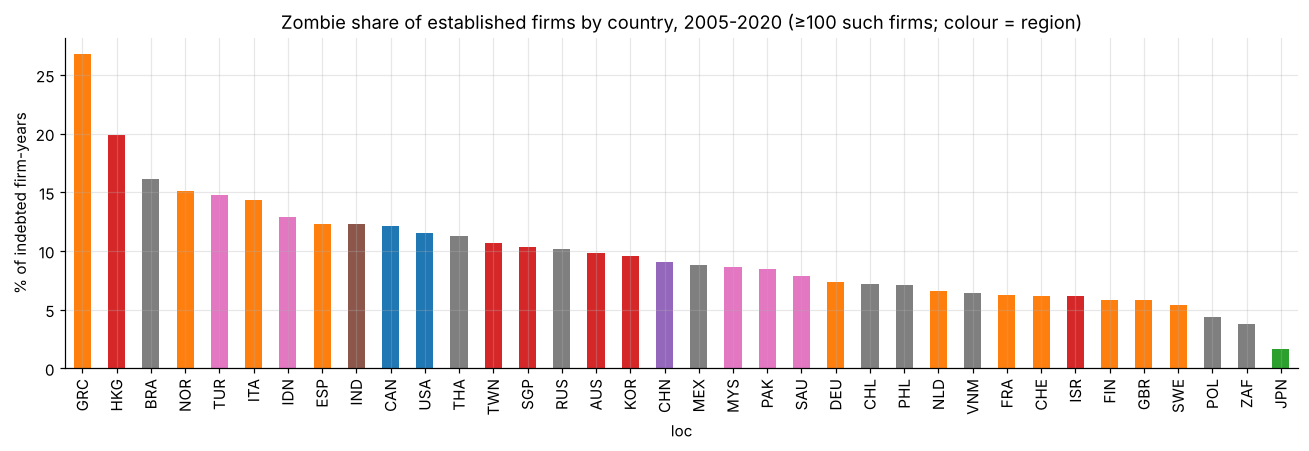 Zombie share of established firms by country, 2005-2020 (≥100 such firms; colour = region)
% of indebted firm-years
25
20
15
10
5
0
GRC HKG BRA NOR TUR ITA IDN ESP IND CAN USA THA TWN SGP RUS AUS KOR CHN MEX MYS PAK SAU DEU CHL PHL NLD VNM FRA CHE ISR FIN GBR SWE POL ZAF JPN
loc